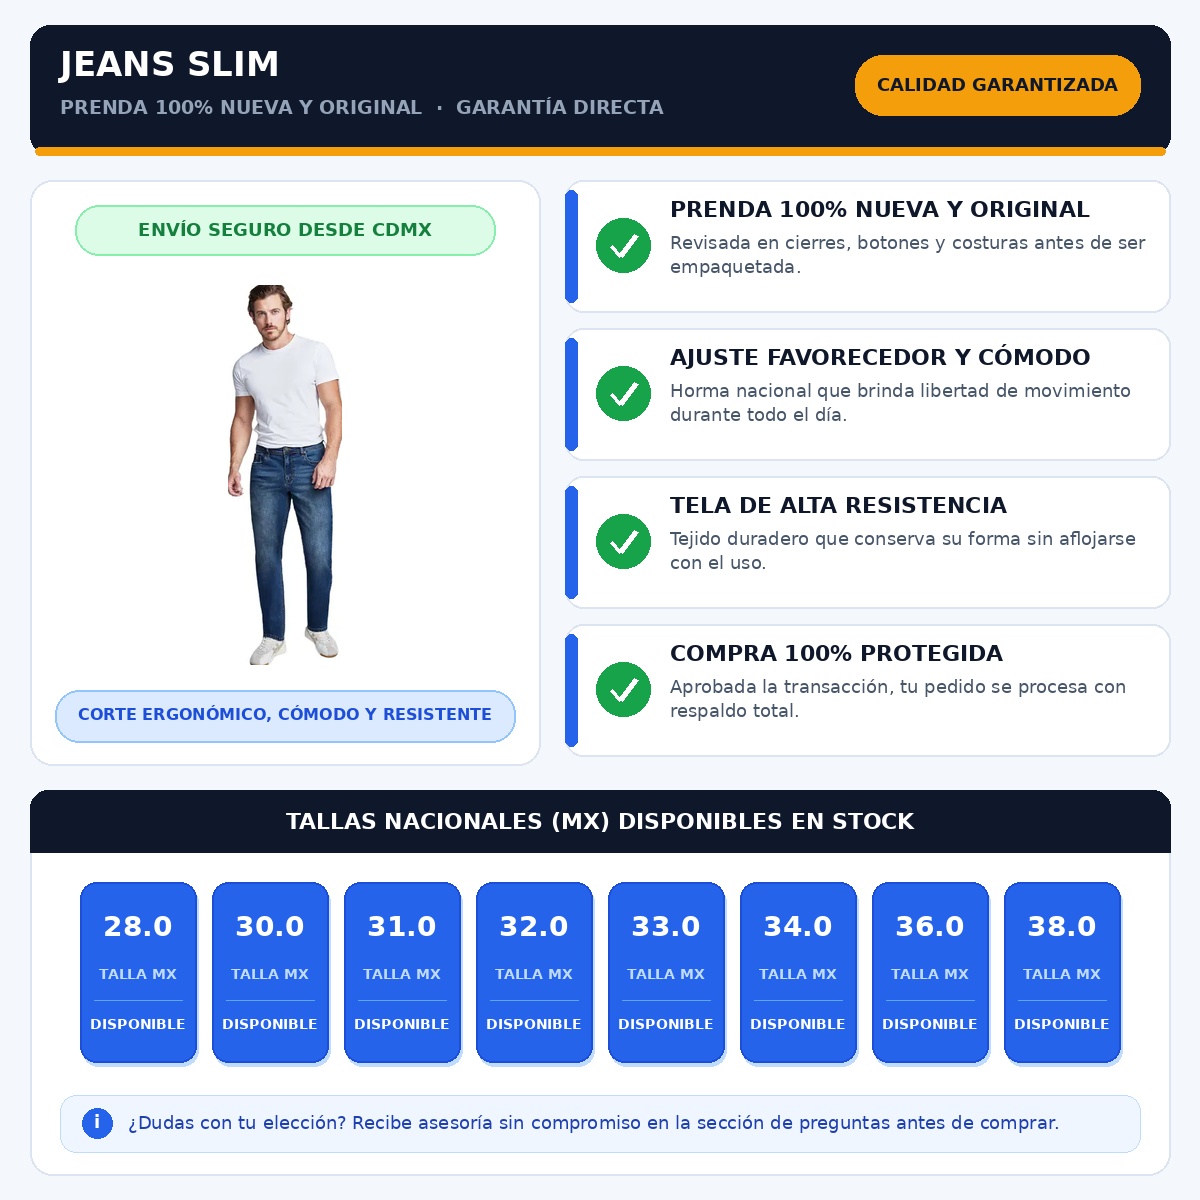 JEANS SLIM
PRENDA 100% NUEVA Y ORIGINAL · GARANTÍA DIRECTA
CALIDAD GARANTIZADA
ENVÍO SEGURO DESDE CDMX
CORTE ERGONÓMICO, CÓMODO Y RESISTENTE
PRENDA 100% NUEVA Y ORIGINAL
Revisada en cierres, botones y costuras antes de ser
empaquetada.
AJUSTE FAVORECEDOR Y CÓMODO
Horma nacional que brinda libertad de movimiento
durante todo el día.
TELA DE ALTA RESISTENCIA
Tejido duradero que conserva su forma sin aflojarse
con el uso.
COMPRA 100% PROTEGIDA
Aprobada la transacción, tu pedido se procesa con
respaldo total.
TALLAS NACIONALES (MX) DISPONIBLES EN STOCK
28.0 30.0 31.0 32.0 33.0 34.0 36.0 38.0
TALLA MX TALLA MX TALLA MX TALLA MX TALLA MX TALLA MX TALLA MX TALLA MX
DISPONIBLE DISPONIBLE DISPONIBLE DISPONIBLE DISPONIBLE DISPONIBLE DISPONIBLE DISPONIBLE
i ¿Dudas con tu elección? Recibe asesoría sin compromiso en la sección de preguntas antes de comprar.